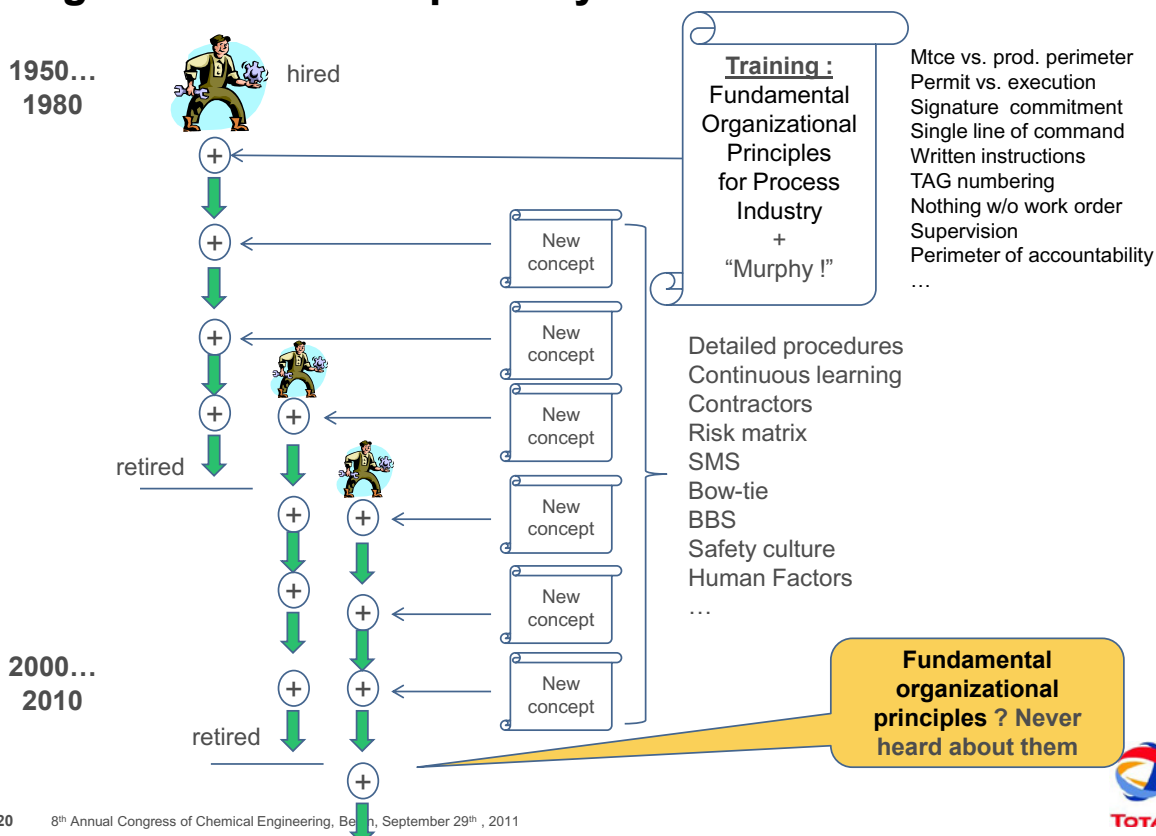 1950…
1980
hired
Training :
Fundamental
Organizational
Principles
for Process
Industry
+
“Murphy !”
Mtce vs. prod. perimeter
Permit vs. execution
Signature commitment
Single line of command
Written instructions
TAG numbering
Nothing w/o work order
Supervision
Perimeter of accountability
…
+
+
New
concept
+
New
concept
+
+
New
concept
retired
+
+
New
concept
+
+
New
concept
+
+
New
concept
Detailed procedures
Continuous learning
Contractors
Risk matrix
SMS
Bow-tie
BBS
Safety culture
Human Factors
…
2000…
2010
retired
+
Fundamental
organizational
principles ? Never
heard about them
20 8th Annual Congress of Chemical Engineering, September 29th , 2011